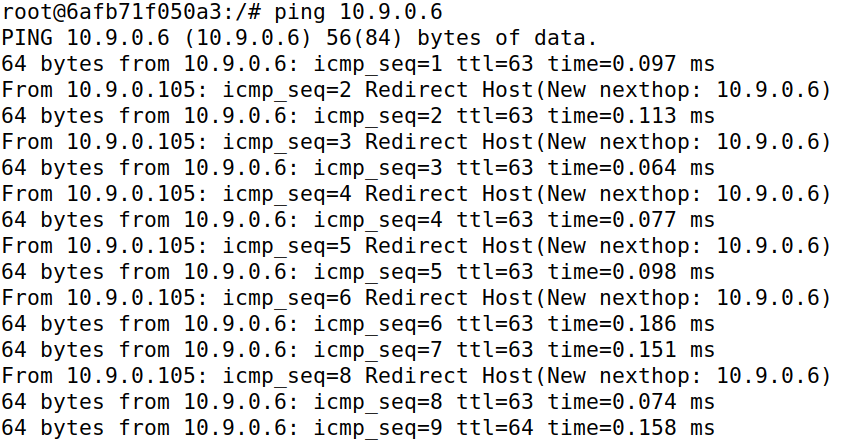 root@6afb71f050a3:/# ping 10.9.0.6
PING 10.9.0.6 (10.9.0.6) 56(84) bytes of data.
64 bytes from 10.9.0.6: icmp_seq=1 ttl=63 time=0.097 ms
From 10.9.0.105: icmp_seq=2 Redirect Host(New nexthop: 10.9.0.6)
64 bytes from 10.9.0.6: icmp_seq=2 ttl=63 time=0.113 ms
From 10.9.0.105: icmp_seq=3 Redirect Host(New nexthop: 10.9.0.6)
64 bytes from 10.9.0.6: icmp_seq=3 ttl=63 time=0.064 ms
From 10.9.0.105: icmp_seq=4 Redirect Host(New nexthop: 10.9.0.6)
64 bytes from 10.9.0.6: icmp_seq=4 ttl=63 time=0.077 ms
From 10.9.0.105: icmp_seq=5 Redirect Host(New nexthop: 10.9.0.6)
64 bytes from 10.9.0.6: icmp_seq=5 ttl=63 time=0.098 ms
From 10.9.0.105: icmp_seq=6 Redirect Host(New nexthop: 10.9.0.6)
64 bytes from 10.9.0.6: icmp_seq=6 ttl=63 time=0.186 ms
64 bytes from 10.9.0.6: icmp_seq=7 ttl=63 time=0.151 ms
From 10.9.0.105: icmp_seq=8 Redirect Host(New nexthop: 10.9.0.6)
64 bytes from 10.9.0.6: icmp_seq=8 ttl=63 time=0.074 ms
64 bytes from 10.9.0.6: icmp_seq=9 ttl=64 time=0.158 ms